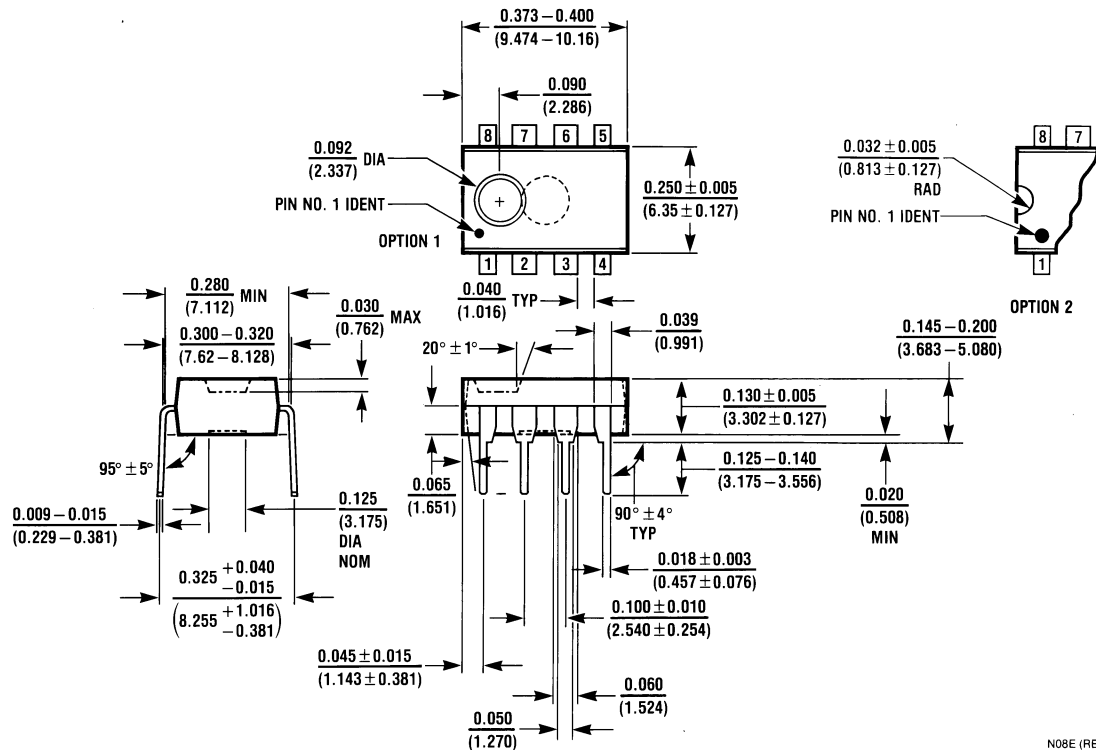 0.373 – 0.400
(9.474 – 10.16)
0.090
(2.286)
8 7 6 5
0.092 DIA
(2.337)
PIN NO. 1 IDENT
OPTION 1
1 2 3 4
0.250 ± 0.005
(6.35 ± 0.127)
0.032 ± 0.005
(0.813 ± 0.127)
RAD
PIN NO. 1 IDENT
8 7
1
OPTION 2
0.280 MIN
(7.112)
0.300 – 0.320
(7.62 – 8.128)
0.030 MAX
(0.762)
0.040 TYP
(1.016)
0.039
(0.991)
20° ± 1°
0.145 – 0.200
(3.683 – 5.080)
0.130 ± 0.005
(3.302 ± 0.127)
95° ± 5°
0.065
(1.651)
0.125 – 0.140
(3.175 – 3.556)
90° ± 4°
TYP
0.020
(0.508)
MIN
0.009 – 0.015
(0.229 – 0.381)
0.125
(3.175)
DIA
NOM
0.018 ± 0.003
(0.457 ± 0.076)
0.325 +0.040
–0.015
(8.255 +1.016
–0.381)
0.100 ± 0.010
(2.540 ± 0.254)
0.045 ± 0.015
(1.143 ± 0.381)
0.060
(1.524)
0.050
(1.270)
N08E (RE